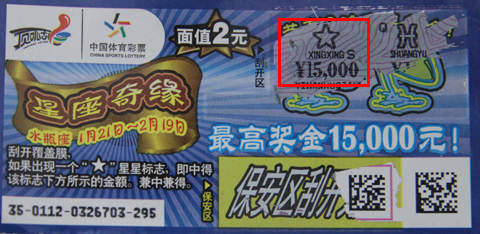 顶呱刮
中国体育彩票
CHINA SPORTS LOTTERY
面值2元
刮开区
XINGXING S
¥15,000
SHUANGYU
星座奇缘
水瓶座 1月21日~2月19日
最高奖金15,000元!
刮开覆盖膜,
如果出现一个“★”星星标志,即中得
该标志下方所示的金额。兼中兼得。
保安区
保安区刮开
35-0112-0326703-295